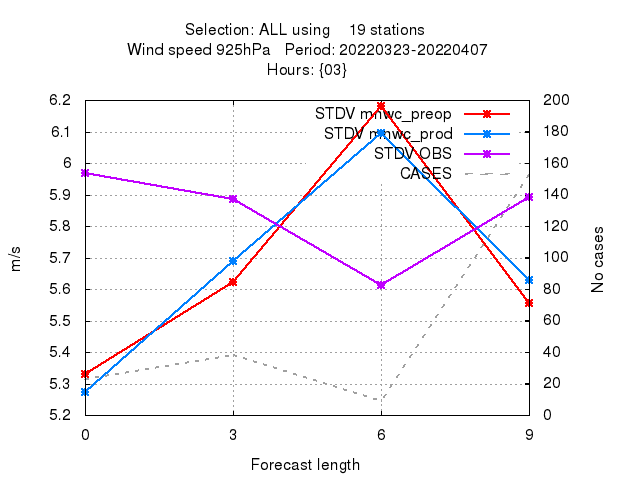 Selection: ALL using 19 stations
Wind speed 925hPa Period: 20220323-20220407
Hours: {03}
STDV mnwc_preop
STDV mnwc_prod
STDV OBS
CASES
6.2
6.1
6
5.9
5.8
5.7
5.6
5.5
5.4
5.3
5.2
200
180
160
140
120
100
80
60
40
20
0
m/s
No cases
0 3 6 9
Forecast length